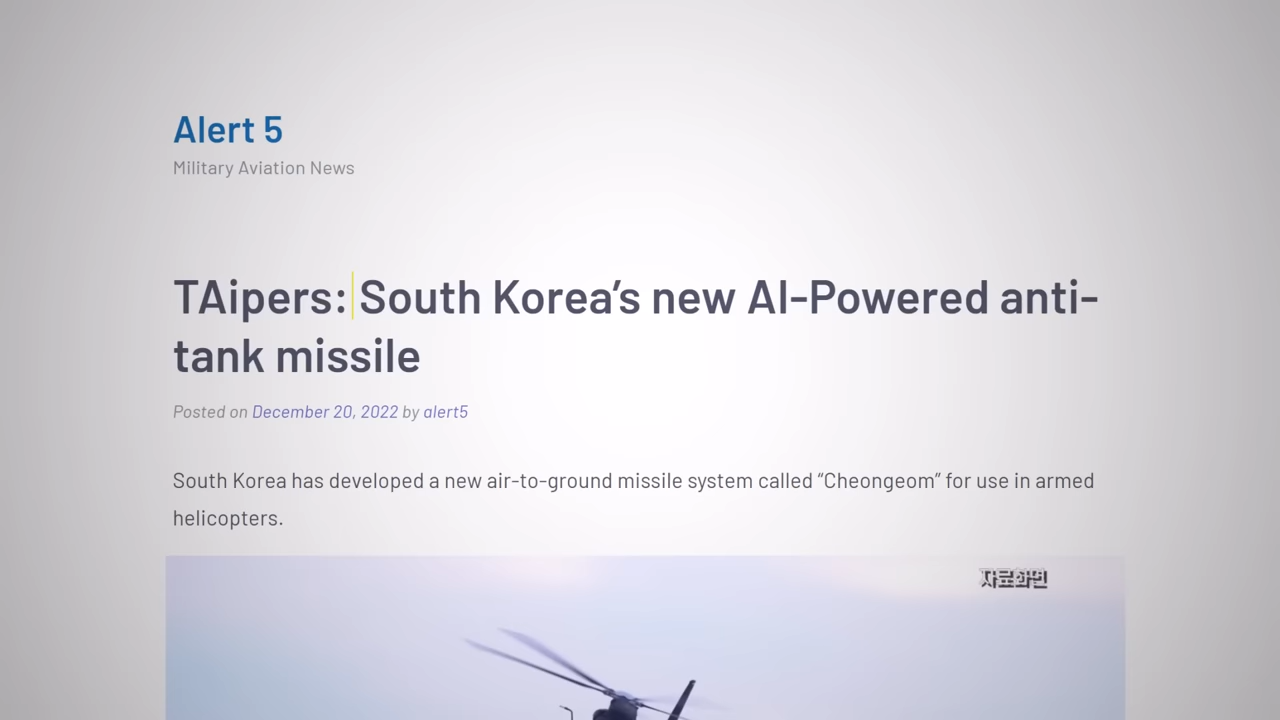 Alert 5
Military Aviation News
TAipers: South Korea’s new AI-Powered anti-
tank missile
Posted on December 20, 2022 by alert5
South Korea has developed a new air-to-ground missile system called “Cheongeom” for use in armed
helicopters.
자료화면